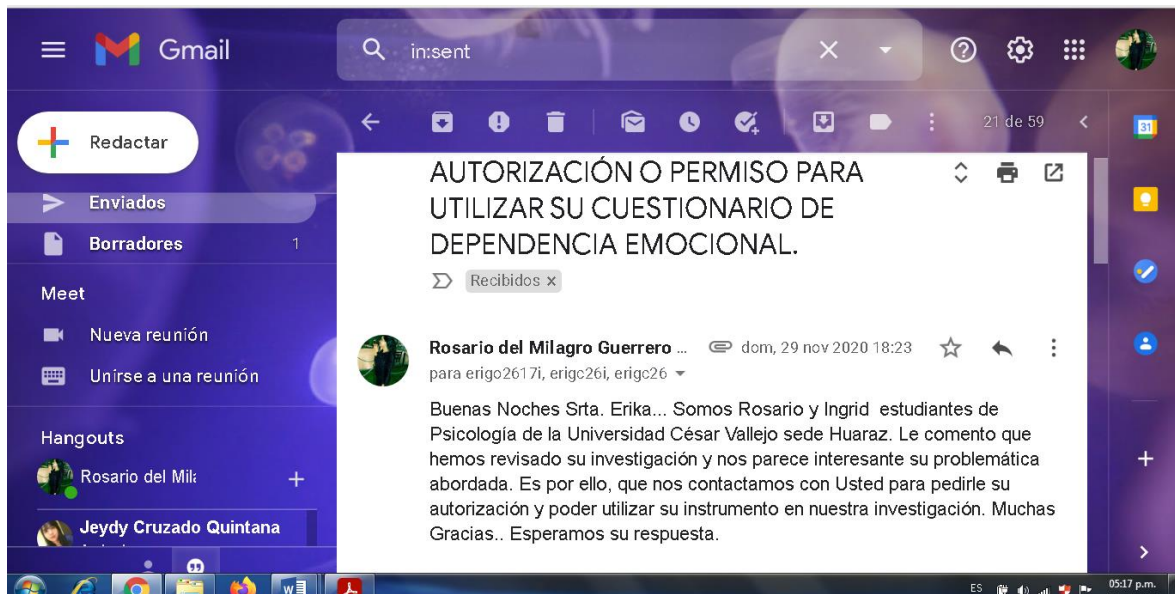 Gmail
in:sent
Redactar
21 de 59
Enviados
Borradores 1
Meet
Nueva reunión
Unirse a una reunión
Hangouts
Rosario del Mila
Jeydy Cruzado Quintana
AUTORIZACIÓN O PERMISO PARA
UTILIZAR SU CUESTIONARIO DE
DEPENDENCIA EMOCIONAL.
Recibidos x
Rosario del Milagro Guerrero ... dom, 29 nov 2020 18:23
para erigo2617i, erigc26i, erigc26
Buenas Noches Srta. Erika... Somos Rosario y Ingrid estudiantes de
Psicología de la Universidad César Vallejo sede Huaraz. Le comento que
hemos revisado su investigación y nos parece interesante su problemática
abordada. Es por ello, que nos contactamos con Usted para pedirle su
autorización y poder utilizar su instrumento en nuestra investigación. Muchas
Gracias.. Esperamos su respuesta.
31
ES 05:17 p.m.